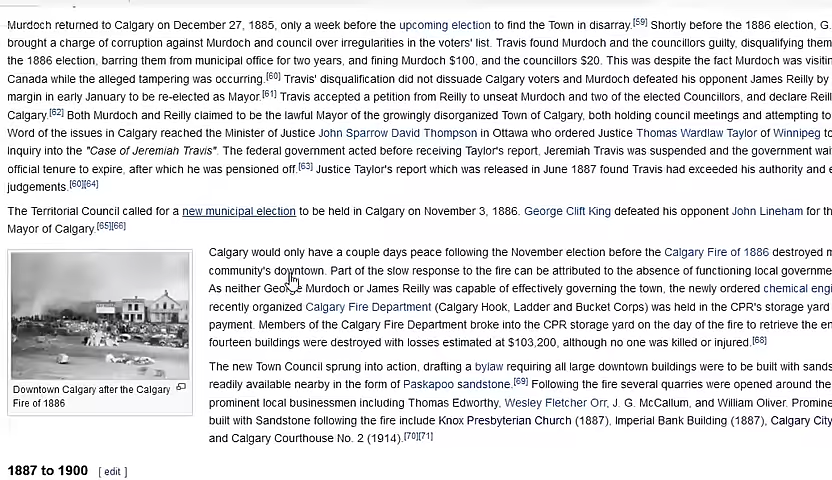 Murdoch returned to Calgary on December 27, 1885, only a week before the upcoming election to find the Town in disarray.[59] Shortly before the 1886 election, G.
brought a charge of corruption against Murdoch and council over irregularities in the voters' list. Travis found Murdoch and the councillors guilty, disqualifying them
the 1886 election, barring them from municipal office for two years, and fining Murdoch $100, and the councillors $20. This was despite the fact Murdoch was visitin
Canada while the alleged tampering was occurring.[60] Travis' disqualification did not dissuade Calgary voters and Murdoch defeated his opponent James Reilly by
margin in early January to be re-elected as Mayor.[61] Travis accepted a petition from Reilly to unseat Murdoch and two of the elected Councillors, and declare Reill
Calgary.[62] Both Murdoch and Reilly claimed to be the lawful Mayor of the growingly disorganized Town of Calgary, both holding council meetings and attempting to
Word of the issues in Calgary reached the Minister of Justice John Sparrow David Thompson in Ottawa who ordered Justice Thomas Wardlaw Taylor of Winnipeg to
Inquiry into the "Case of Jeremiah Travis". The federal government acted before receiving Taylor's report, Jeremiah Travis was suspended and the government wai
official tenure to expire, after which he was pensioned off.[63] Justice Taylor's report which was released in June 1887 found Travis had exceeded his authority and e
judgements.[60][64]
The Territorial Council called for a new municipal election to be held in Calgary on November 3, 1886. George Clift King defeated his opponent John Lineham for th
Mayor of Calgary.[65][66]
Calgary would only have a couple days peace following the November election before the Calgary Fire of 1886 destroyed m
community's downtown. Part of the slow response to the fire can be attributed to the absence of functioning local governme
As neither George Murdoch or James Reilly was capable of effectively governing the town, the newly ordered chemical engi
recently organized Calgary Fire Department (Calgary Hook, Ladder and Bucket Corps) was held in the CPR's storage yard
payment. Members of the Calgary Fire Department broke into the CPR storage yard on the day of the fire to retrieve the en
fourteen buildings were destroyed with losses estimated at $103,200, although no one was killed or injured.[68]
The new Town Council sprung into action, drafting a bylaw requiring all large downtown buildings were to be built with sands
readily available nearby in the form of Paskapoo sandstone.[69] Following the fire several quarries were opened around the
prominent local businessmen including Thomas Edworthy, Wesley Fletcher Orr, J. G. McCallum, and William Oliver. Promine
built with Sandstone following the fire include Knox Presbyterian Church (1887), Imperial Bank Building (1887), Calgary City
and Calgary Courthouse No. 2 (1914).[70][71]
Downtown Calgary after the Calgary
Fire of 1886
1887 to 1900 [ edit ]